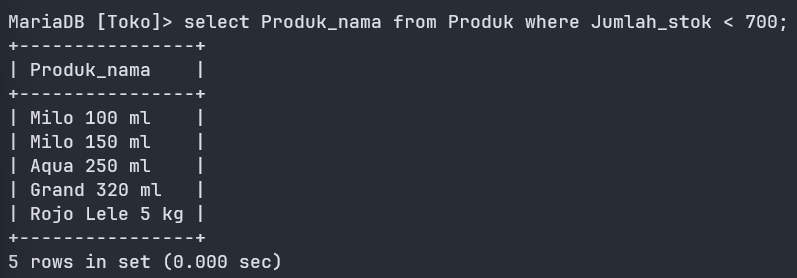 MariaDB [Toko]> select Produk_nama from Produk where Jumlah_stok < 700;
+----------------+
| Produk_nama    |
+----------------+
| Milo 100 ml    |
| Milo 150 ml    |
| Aqua 250 ml    |
| Grand 320 ml   |
| Rojo Lele 5 kg |
+----------------+
5 rows in set (0.000 sec)